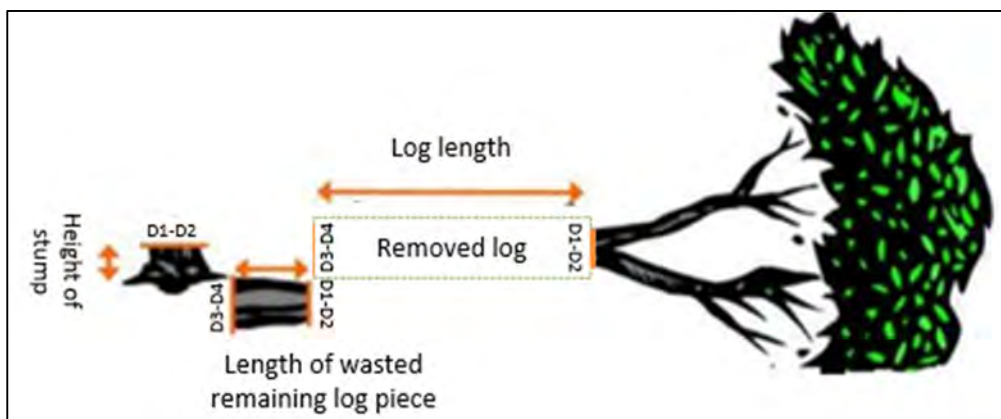 Log length
Height of
stump
D1-D2
D3-D4
Removed log
D1-D2
D3-D4
D1-D2
Length of wasted
remaining log piece